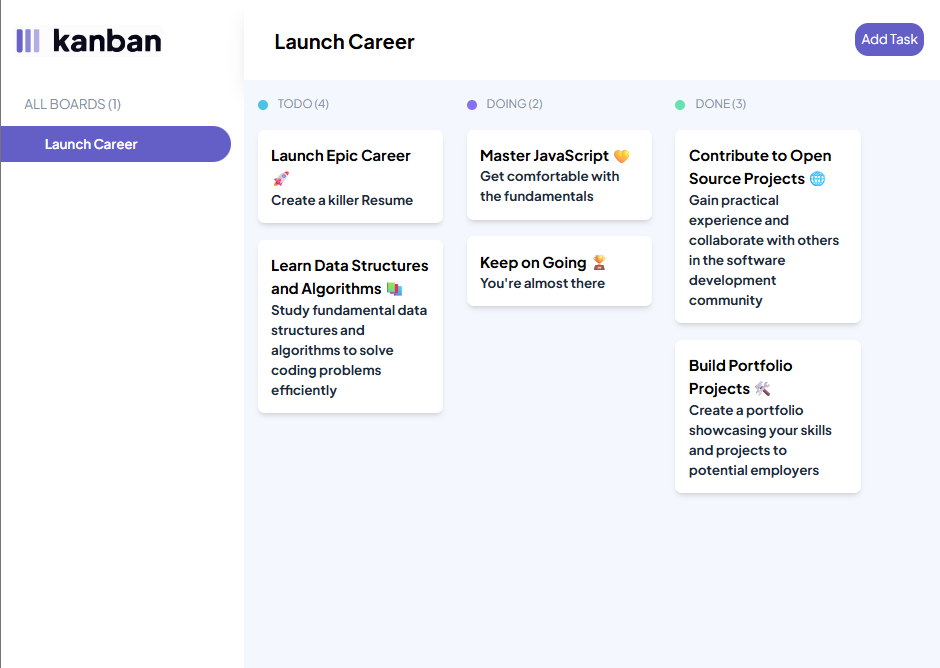 kanban
Launch Career
Add Task
ALL BOARDS (1)
Launch Career
TODO (4)
Launch Epic Career
🚀
Create a killer Resume
Learn Data Structures
and Algorithms 📚
Study fundamental data
structures and
algorithms to solve
coding problems
efficiently
DOING (2)
Master JavaScript 💛
Get comfortable with
the fundamentals
Keep on Going 🏆
You're almost there
DONE (3)
Contribute to Open
Source Projects 🌐
Gain practical
experience and
collaborate with others
in the software
development
community
Build Portfolio
Projects 🛠️
Create a portfolio
showcasing your skills
and projects to
potential employers